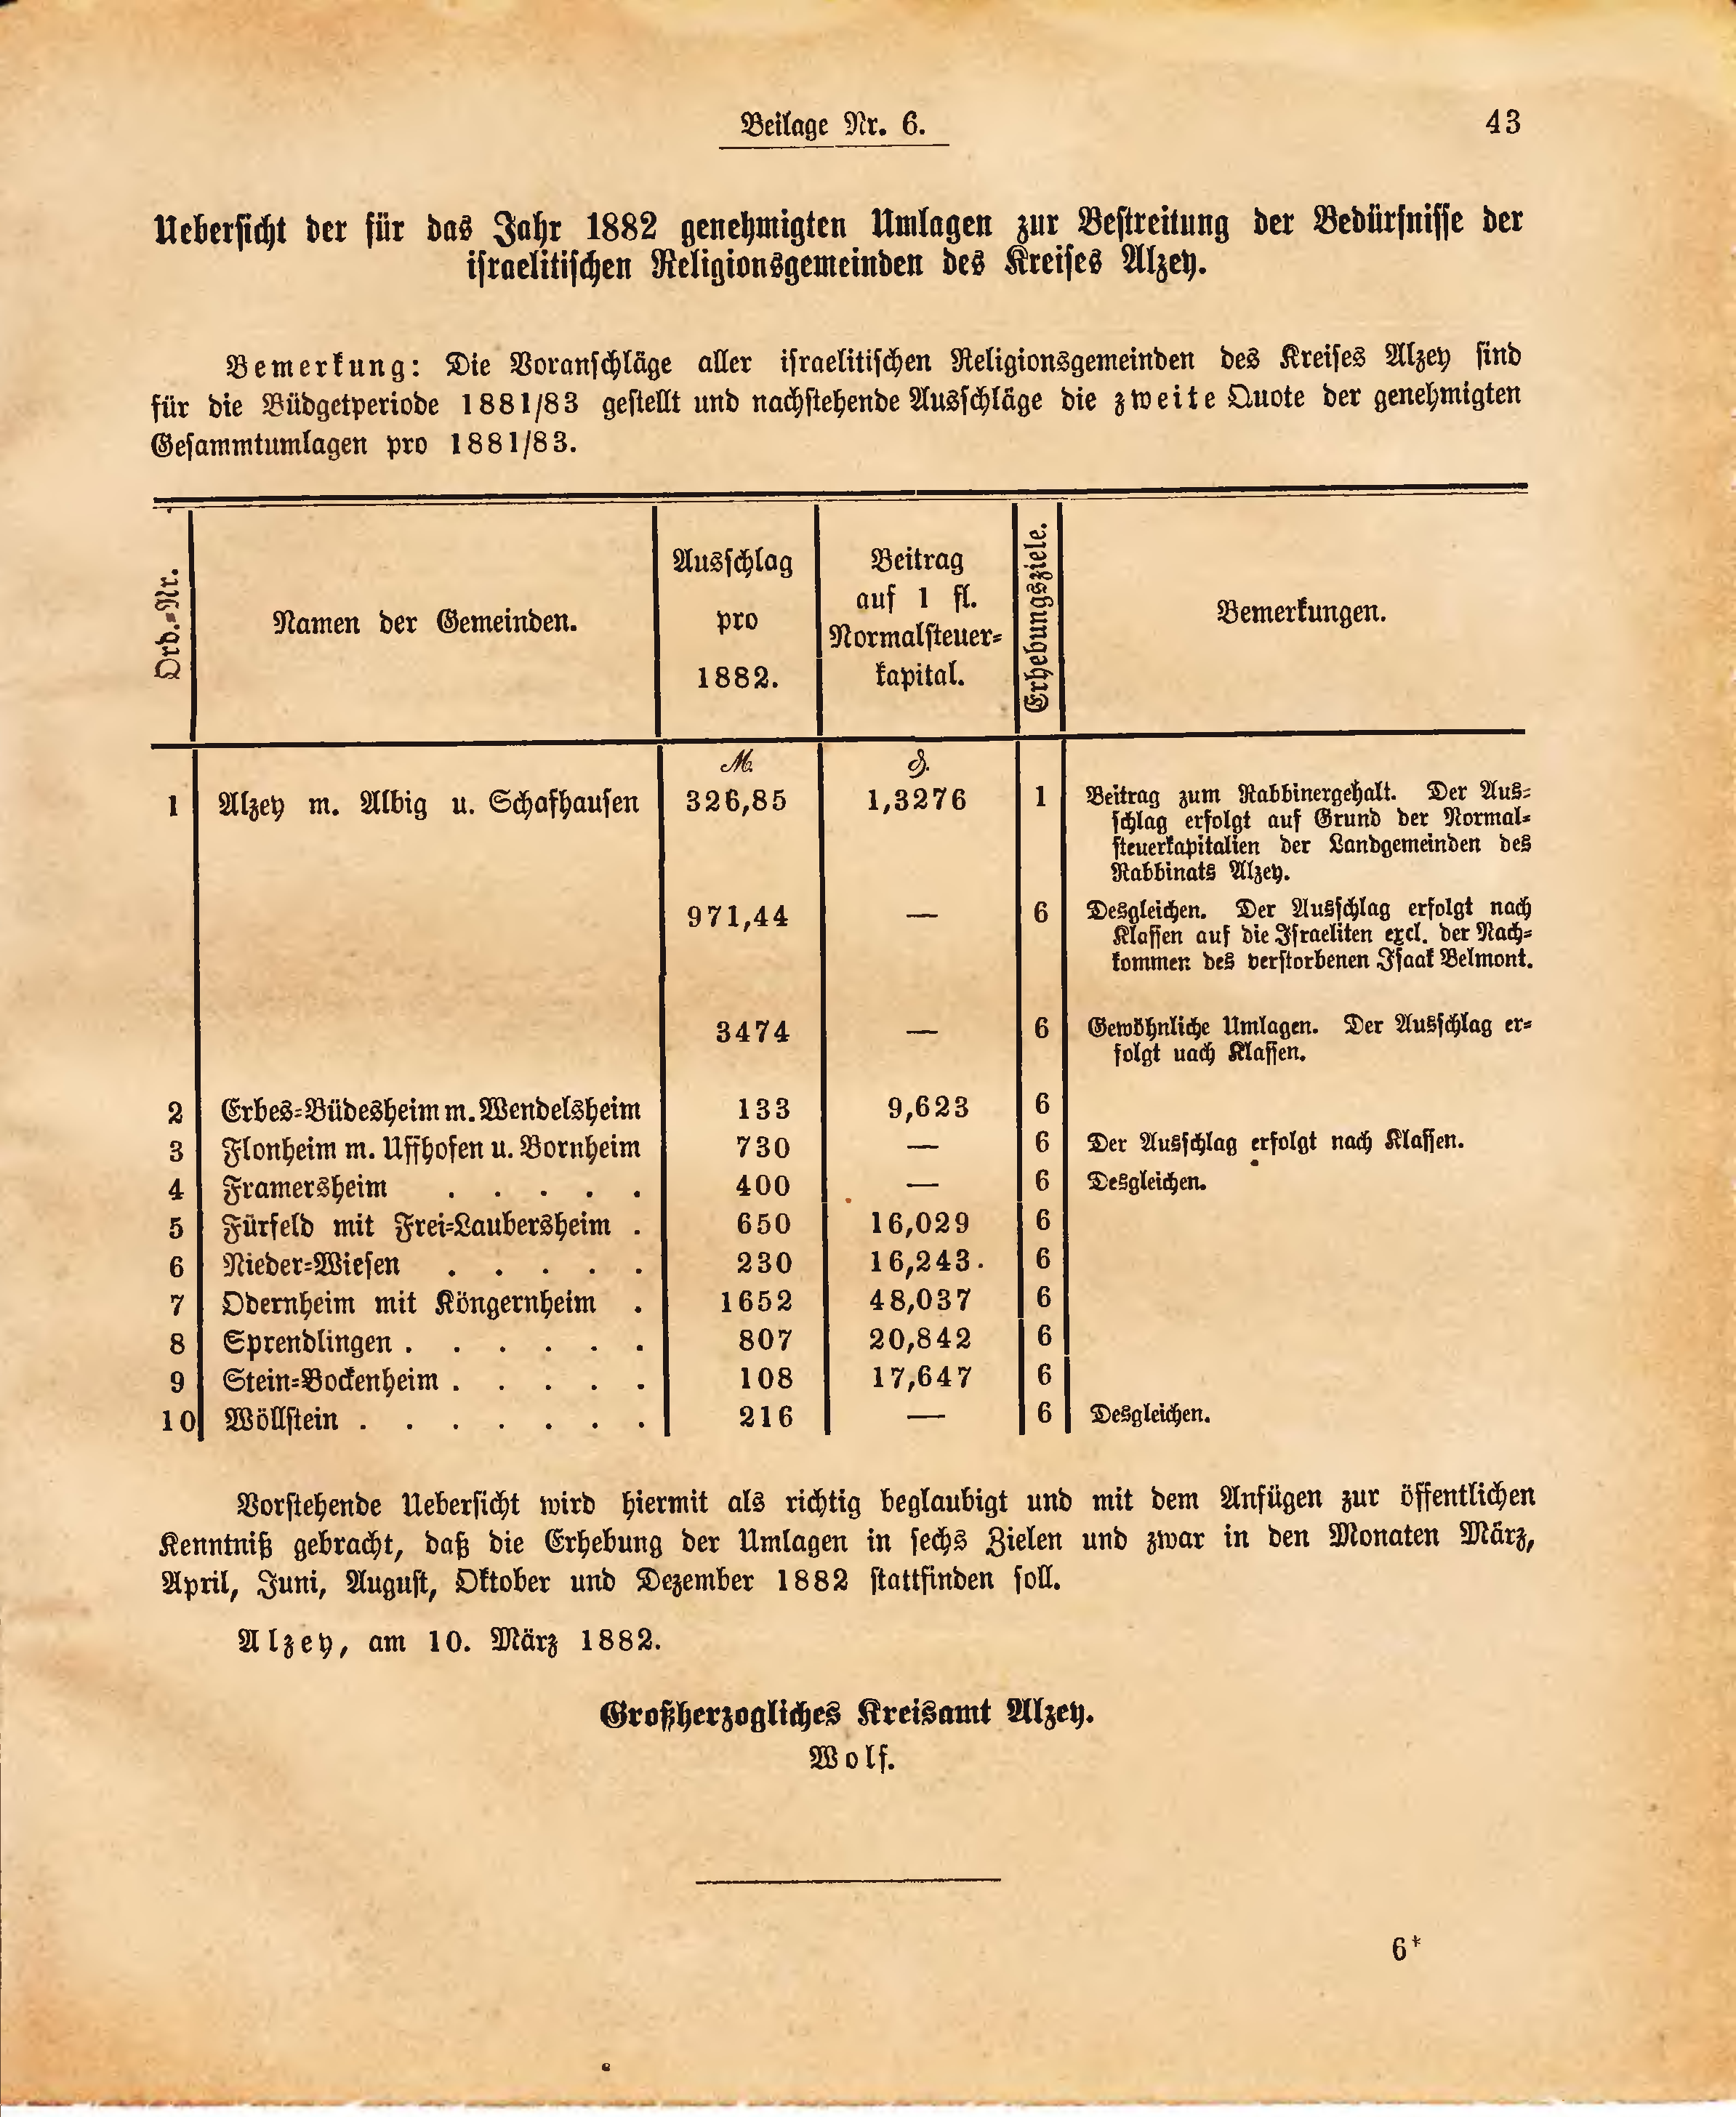 Beilage Nr. 6.
43
Ueberſicht der für das Jahr 1882 genehmigten Umlagen zur Beſtreitung der Bedürfniſſe der
iſraelitiſchen Religionsgemeinden des Kreiſes Alzey.
Bemerkung: Die Voranſchläge aller iſraelitiſchen Religionsgemeinden des Kreiſes Alzey ſind
für die Büdgetperiode 1881/83 geſtellt und nachſtehende Ausſchläge die zweite Quote der genehmigten
Geſammtumlagen pro 1881/83.
Ord.=Nr.
Namen der Gemeinden.
Ausſchlag
pro
1882.
Beitrag
auf 1 fl.
Normalſteuer=
kapital.
Erhebungsziele.
Bemerkungen.
ℳ. ₰.
1 Alzey m. Albig u. Schafhauſen 326,85 1,3276 1 Beitrag zum Rabbinergehalt. Der Aus=
ſchlag erfolgt auf Grund der Normal=
ſteuerkapitalien der Landgemeinden des
Rabbinats Alzey.
971,44 — 6 Desgleichen. Der Ausſchlag erfolgt nach
Klaſſen auf die Iſraeliten excl. der Nach=
kommen des verſtorbenen Iſaak Belmont.
3474 — 6 Gewöhnliche Umlagen. Der Ausſchlag er=
folgt uach Klaſſen.
2 Erbes=Büdesheim m. Wendelsheim 133 9,623 6
3 Flonheim m. Uffhofen u. Bornheim 730 — 6 Der Ausſchlag erfolgt nach Klaſſen.
4 Framersheim . . . . . 400 — 6 Desgleichen.
5 Fürfeld mit Frei=Laubersheim . 650 16,029 6
6 Nieder=Wieſen . . . . . 230 16,243. 6
7 Obernheim mit Köngernheim . 1652 48,037 6
8 Sprendlingen . . . . . . 807 20,842 6
9 Stein=Bockenheim . . . . . 108 17,647 6
10 Wöllſtein . . . . . . . 216 — 6 Desgleichen.
Vorſtehende Ueberſicht wird hiermit als richtig beglaubigt und mit dem Anfügen zur öffentlichen
Kenntniß gebracht, daß die Erhebung der Umlagen in ſechs Zielen und zwar in den Monaten März,
April, Juni, Auguſt, Oktober und Dezember 1882 ſtattfinden ſoll.
Alzey, am 10. März 1882.
Großherzogliches Kreisamt Alzey.
Wolf.
6*